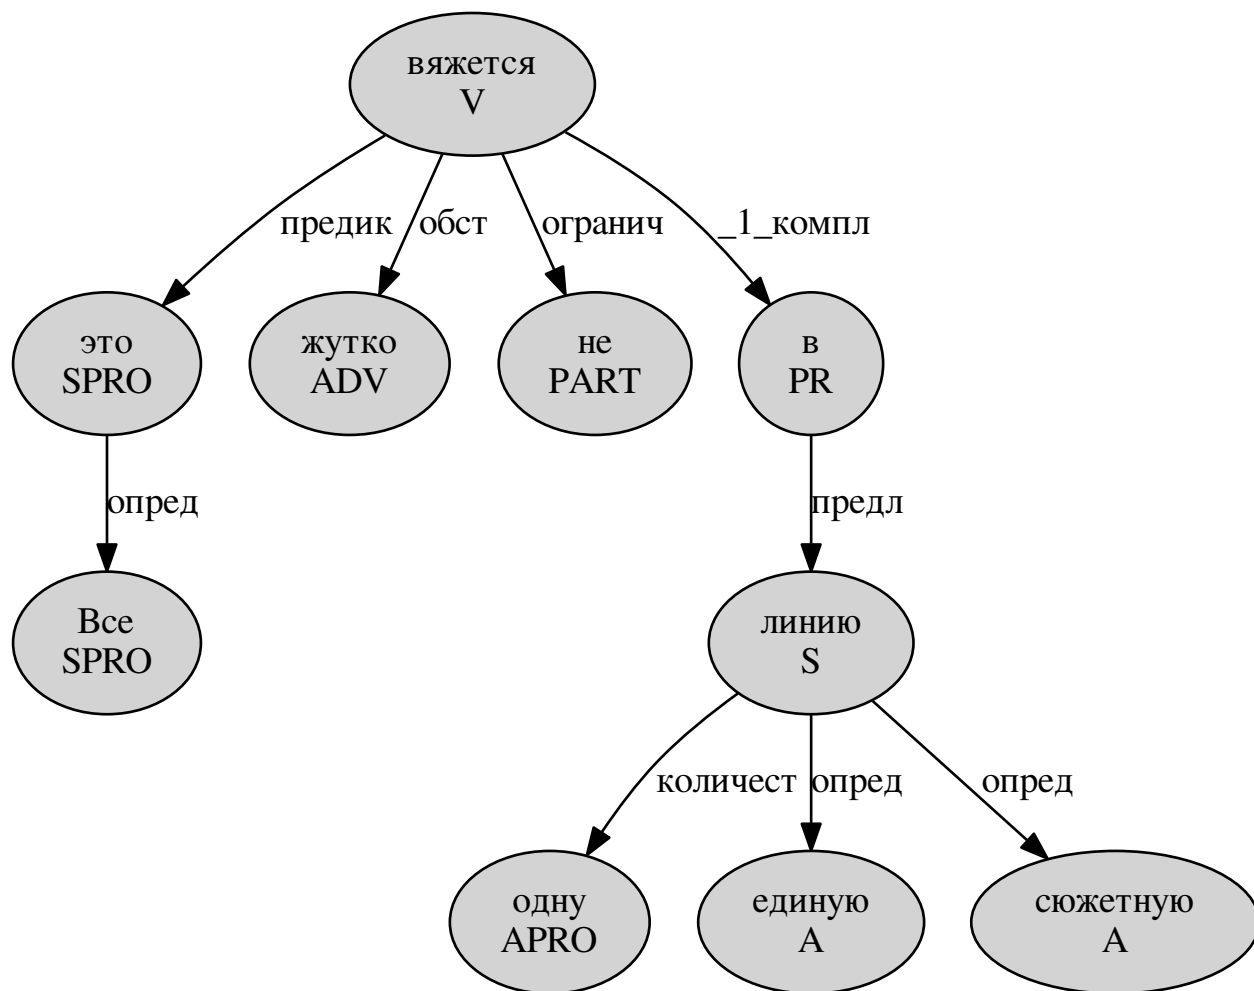 вяжется
V
предик обст огранич _1_компл
это жутко не в
SPRO ADV PART PR
опред предл
Все линию
SPRO S
количест опред опред
одну единую сюжетную
APRO A A